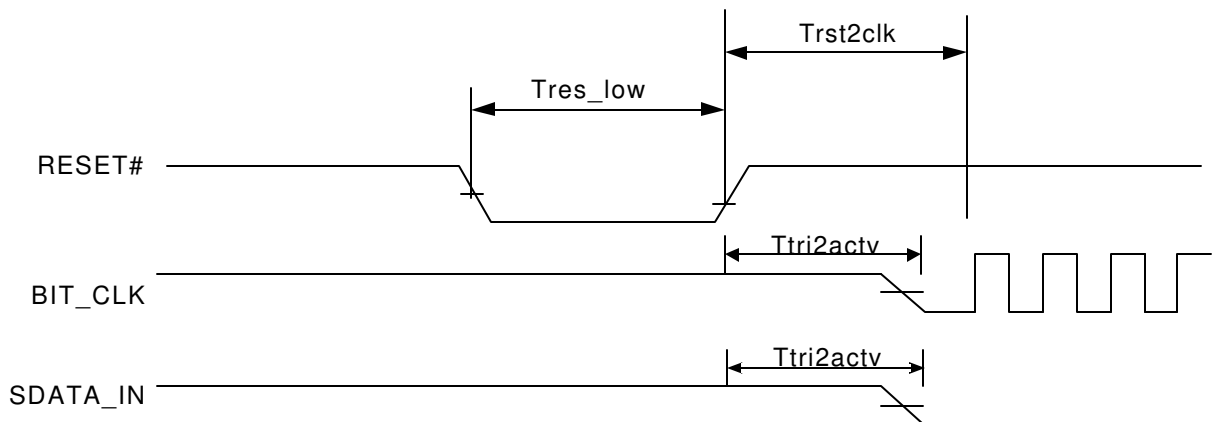 Trst2clk
Tres_low
RESET#
Ttri2actv
BIT_CLK
Ttri2actv
SDATA_IN